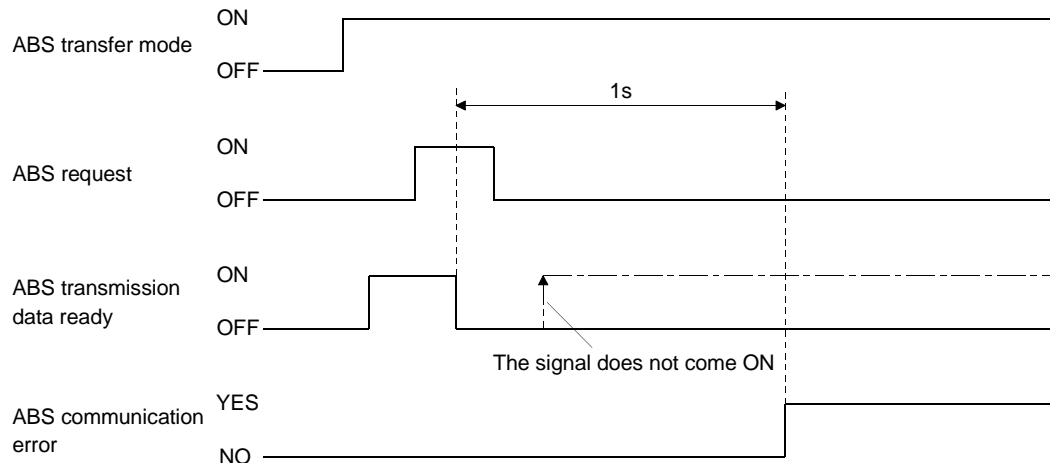 ON
ABS transfer mode
OFF
1s
ON
ABS request
OFF
ON
ABS transmission
data ready
OFF
The signal does not come ON
YES
ABS communication
error
NO